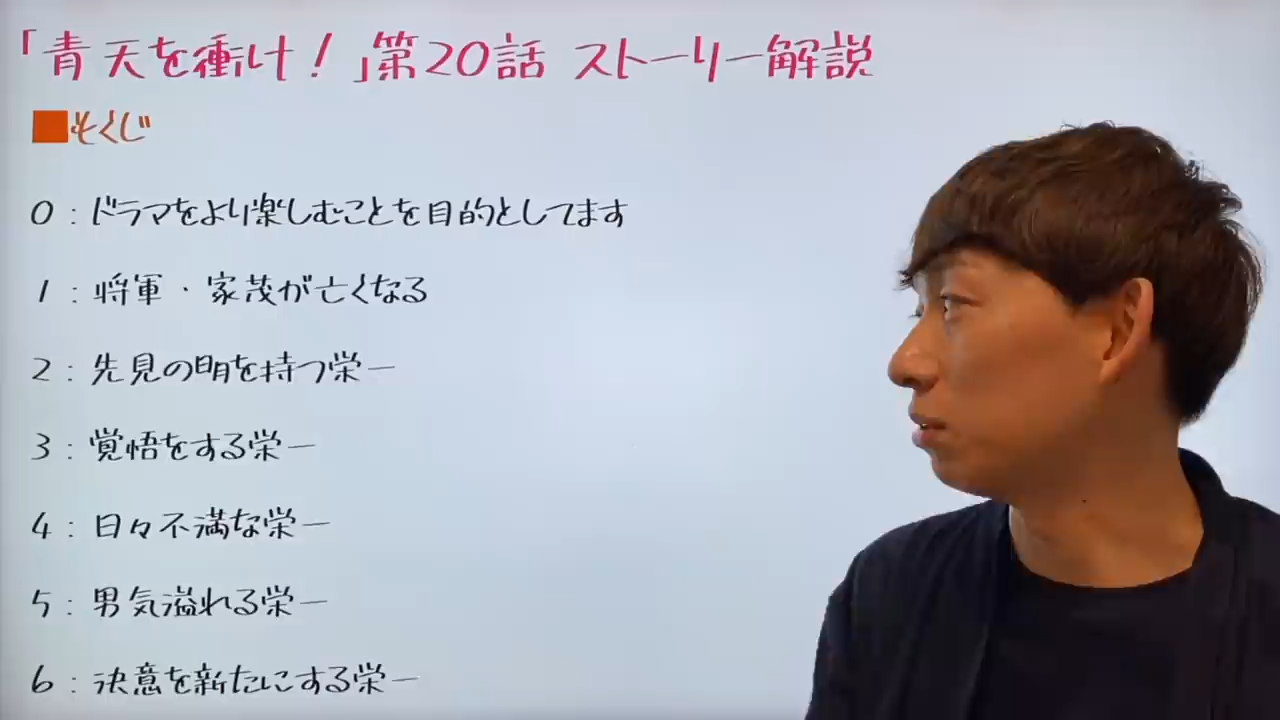 「青天を衝け！」第20話 ストーリー解説
■もくじ
0：ドラマをより楽しむことを目的としてます
1：将軍・家茂が亡くなる
2：先見の明を持つ栄一
3：覚悟をする栄一
4：日々不満な栄一
5：男気溢れる栄一
6：決意を新たにする栄一